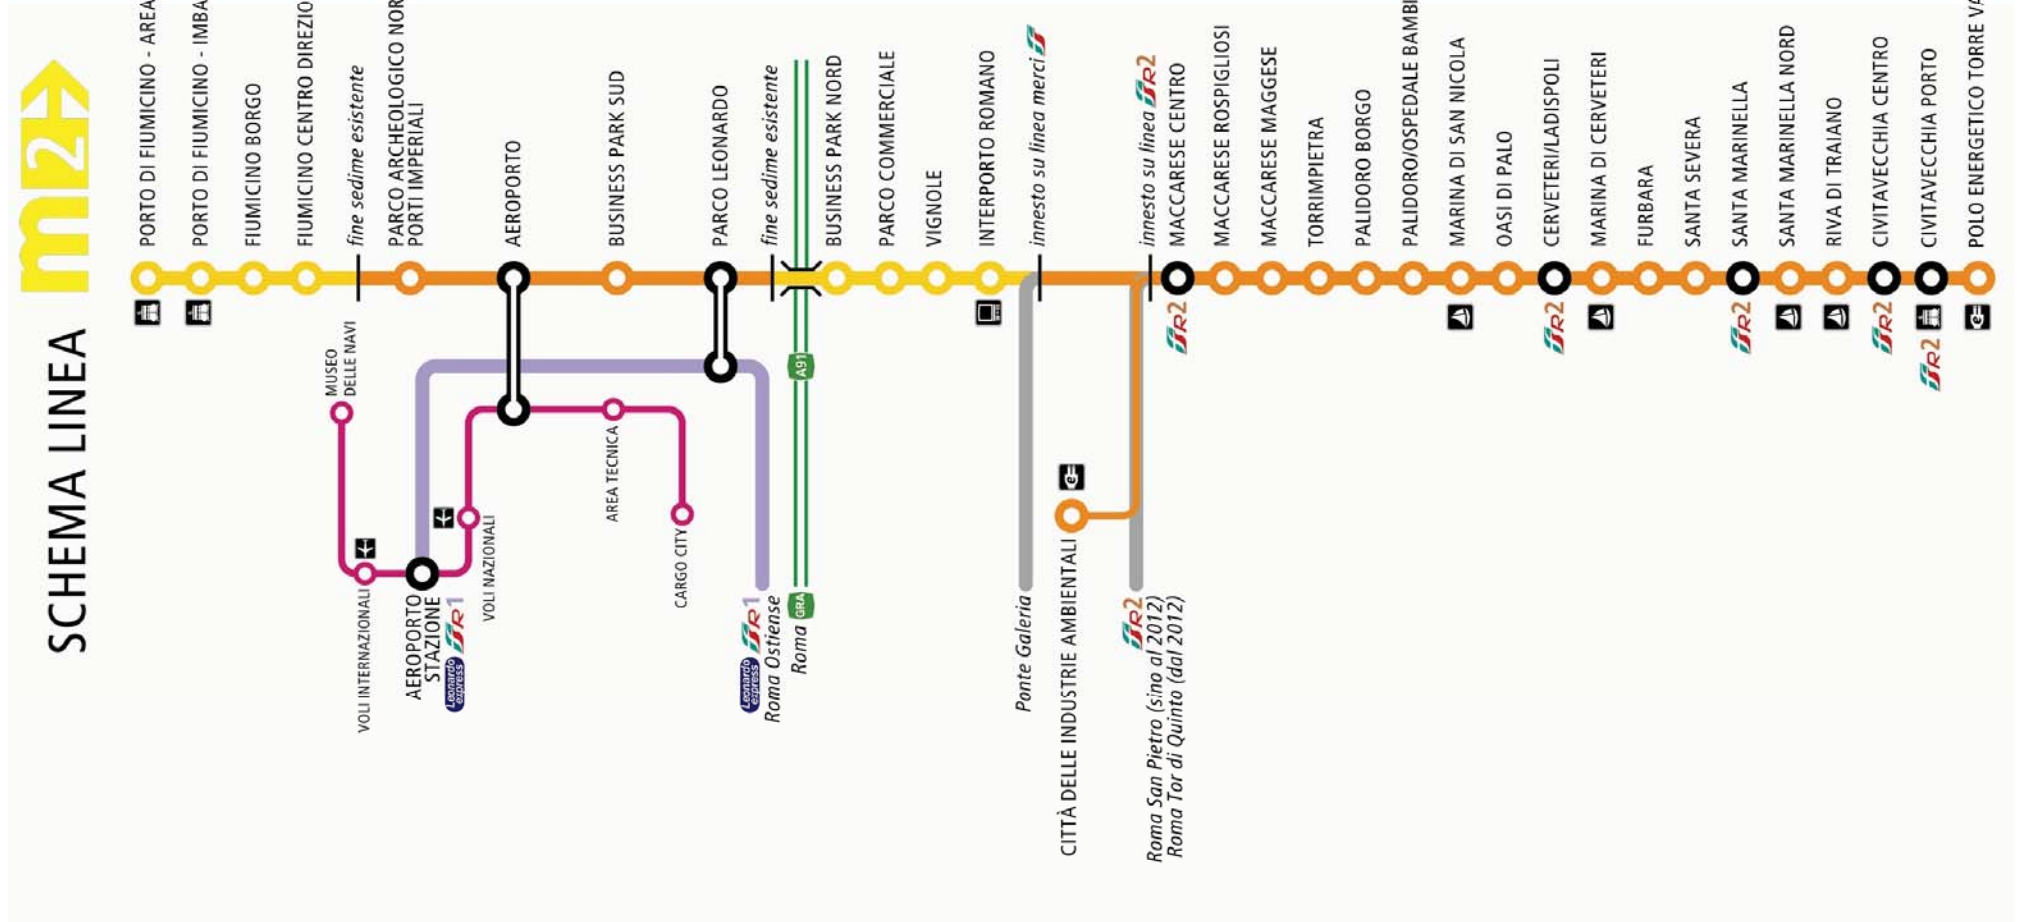 SCHEMA LINEA m2
PORTO DI FIUMICINO - AREA
PORTO DI FIUMICINO - IMBA
FIUMICINO BORGO
FIUMICINO CENTRO DIREZIO
fine sedime esistente
PARCO ARCHEOLOGICO NOR
PORTI IMPERIALI
AEROPORTO
BUSINESS PARK SUD
PARCO LEONARDO
fine sedime esistente
BUSINESS PARK NORD
PARCO COMMERCIALE
VIGNOLE
INTERPORTO ROMANO
innesto su linea merci FS
innesto su linea FR2
MACCARESE CENTRO
MACCARESE ROSPIGLIOSI
MACCARESE MAGGESE
TORRIMPIETRA
PALIDORO BORGO
PALIDORO/OSPEDALE BAMBI
MARINA DI SAN NICOLA
OASI DI PALO
CERVETERI/LADISPOLI
MARINA DI CERVETERI
FURBARA
SANTA SEVERA
SANTA MARINELLA
SANTA MARINELLA NORD
RIVA DI TRAIANO
CIVITAVECCHIA CENTRO
CIVITAVECCHIA PORTO
POLO ENERGETICO TORRE VA
FR2
FR2
FR2
FR2
FR2
MUSEO
DELLE NAVI
VOLI INTERNAZIONALI
AEROPORTO
STAZIONE
Leonardo
express
FR1
VOLI NAZIONALI
AREA TECNICA
CARGO CITY
Leonardo
express
FR1
Roma Ostiense
A91
Roma GRA
Ponte Galeria
CITTÀ DELLE INDUSTRIE AMBIENTALI
FR2
Roma San Pietro (sino al 2012)
Roma Tor di Quinto (dal 2012)